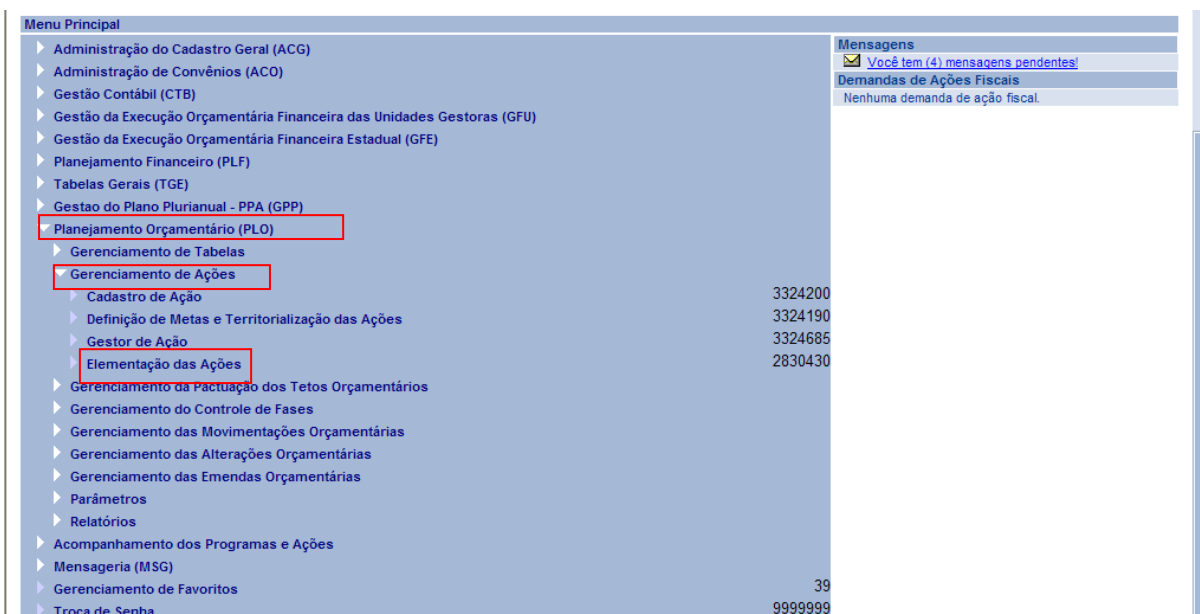 Menu Principal
Administração do Cadastro Geral (ACG)
Administração de Convênios (ACO)
Gestão Contábil (CTB)
Gestão da Execução Orçamentária Financeira das Unidades Gestoras (GFU)
Gestão da Execução Orçamentária Financeira Estadual (GFE)
Planejamento Financeiro (PLF)
Tabelas Gerais (TGE)
Gestao do Plano Plurianual - PPA (GPP)
Planejamento Orçamentário (PLO)
Gerenciamento de Tabelas
Gerenciamento de Ações
Cadastro de Ação 3324200
Definição de Metas e Territorialização das Ações 3324190
Gestor de Ação 3324685
Elementação das Ações 2830430
Gerenciamento da Pactuação dos Tetos Orçamentários
Gerenciamento do Controle de Fases
Gerenciamento das Movimentações Orçamentárias
Gerenciamento das Alterações Orçamentárias
Gerenciamento das Emendas Orçamentárias
Parâmetros
Relatórios
Acompanhamento dos Programas e Ações
Mensageria (MSG)
Gerenciamento de Favoritos 39
Troca de Senha 9999999
Mensagens
Você tem (4) mensagens pendentes!
Demandas de Ações Fiscais
Nenhuma demanda de ação fiscal.